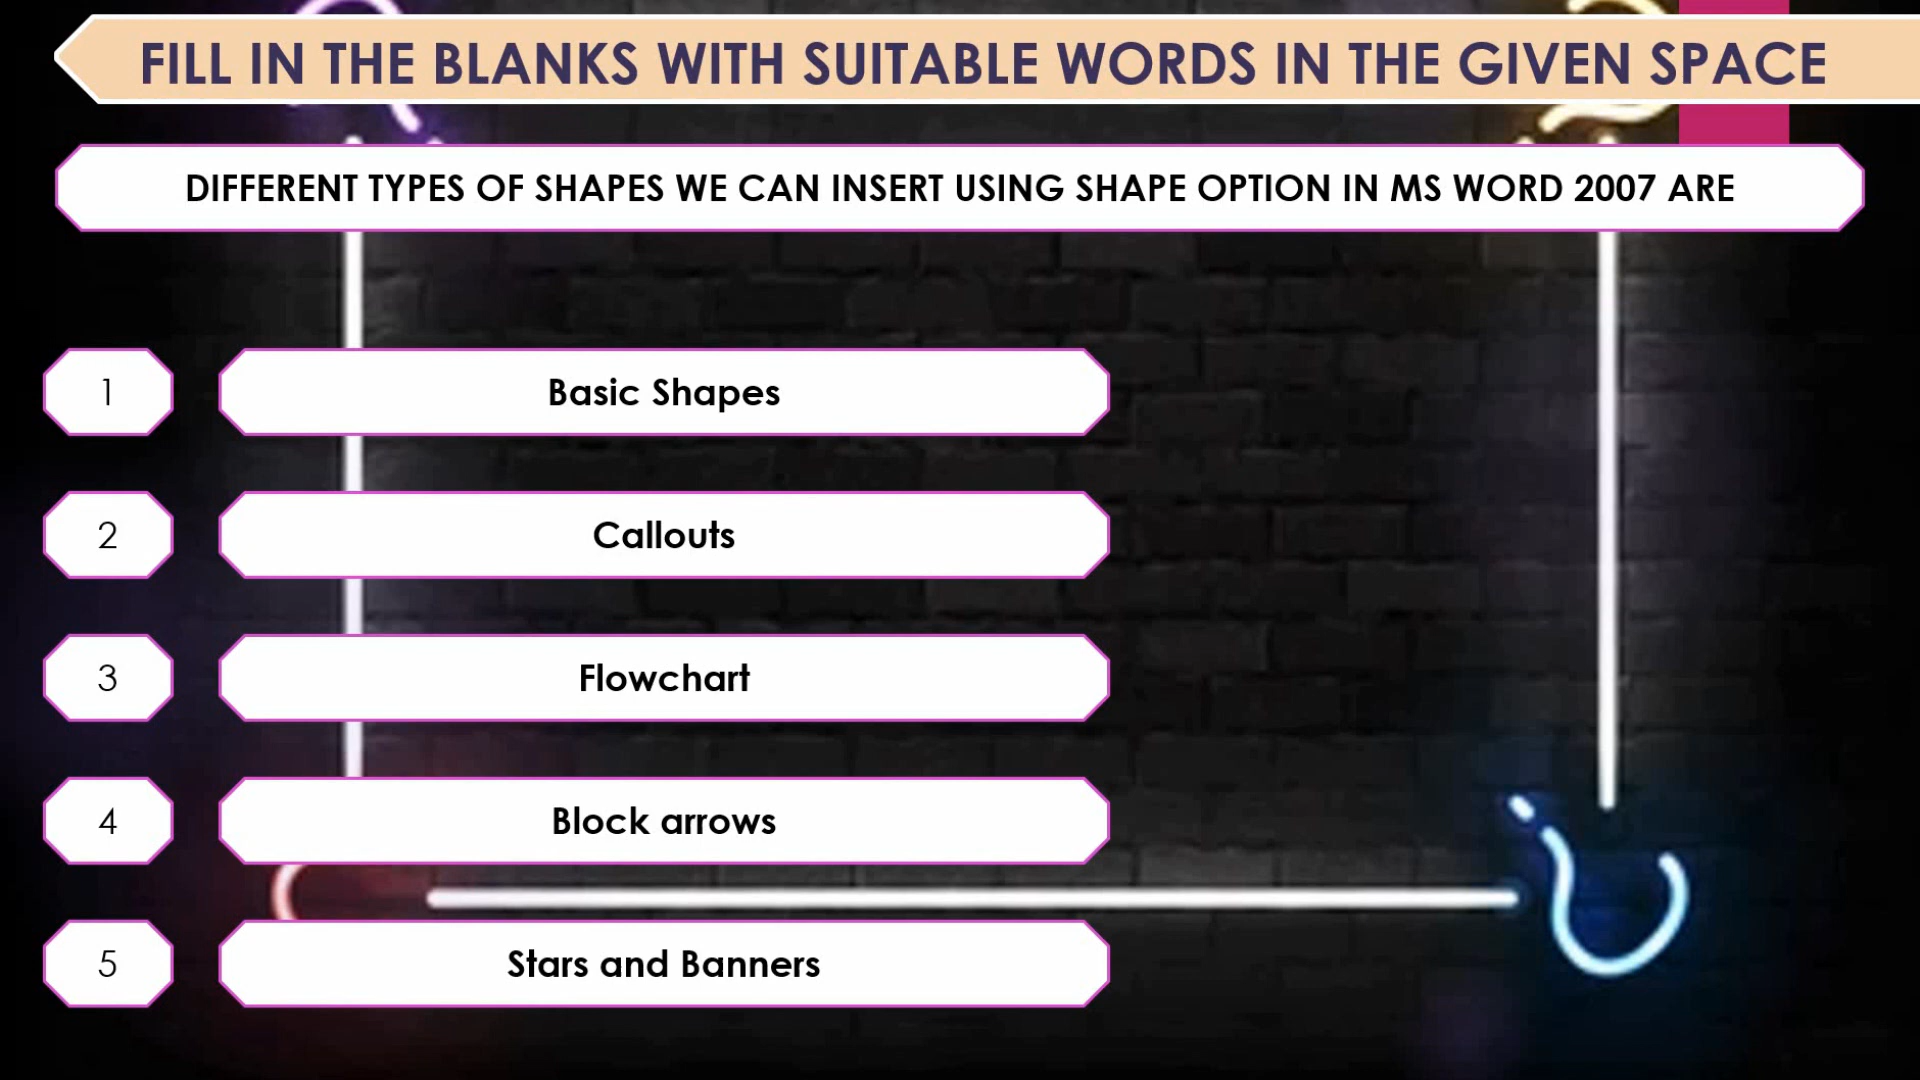 FILL IN THE BLANKS WITH SUITABLE WORDS IN THE GIVEN SPACE
DIFFERENT TYPES OF SHAPES WE CAN INSERT USING SHAPE OPTION IN MS WORD 2007 ARE
1 Basic Shapes
2 Callouts
3 Flowchart
4 Block arrows
5 Stars and Banners